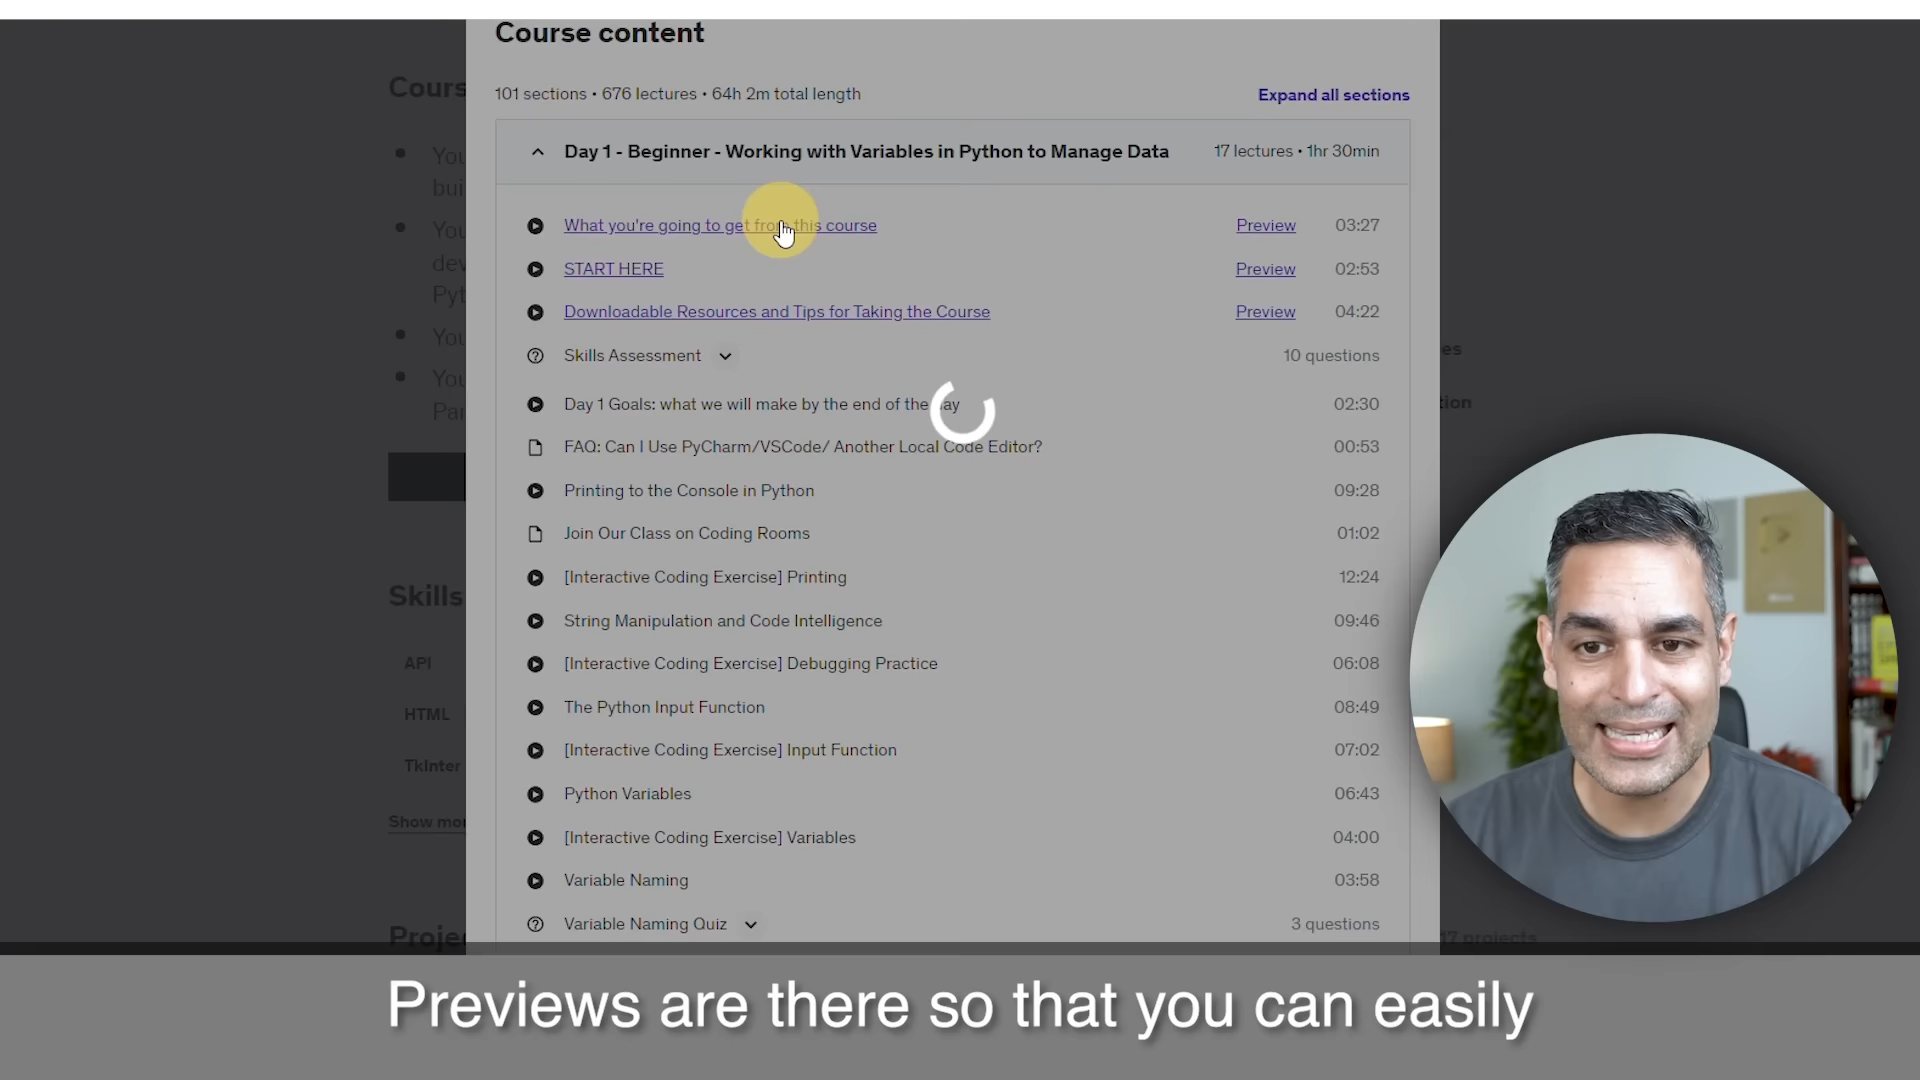 Course content
101 sections • 676 lectures • 64h 2m total length
Expand all sections
Day 1 - Beginner - Working with Variables in Python to Manage Data
17 lectures • 1hr 30min
What you're going to get from this course
Preview 03:27
START HERE
Preview 02:53
Downloadable Resources and Tips for Taking the Course
Preview 04:22
Skills Assessment
10 questions
Day 1 Goals: what we will make by the end of the day
02:30
FAQ: Can I Use PyCharm/VSCode/ Another Local Code Editor?
00:53
Printing to the Console in Python
09:28
Join Our Class on Coding Rooms
01:02
[Interactive Coding Exercise] Printing
12:24
String Manipulation and Code Intelligence
09:46
[Interactive Coding Exercise] Debugging Practice
06:08
The Python Input Function
08:49
[Interactive Coding Exercise] Input Function
07:02
Python Variables
06:43
[Interactive Coding Exercise] Variables
04:00
Variable Naming
03:58
Variable Naming Quiz
3 questions
Skills
API
HTML
TkInter
17 projects
Previews are there so that you can easily